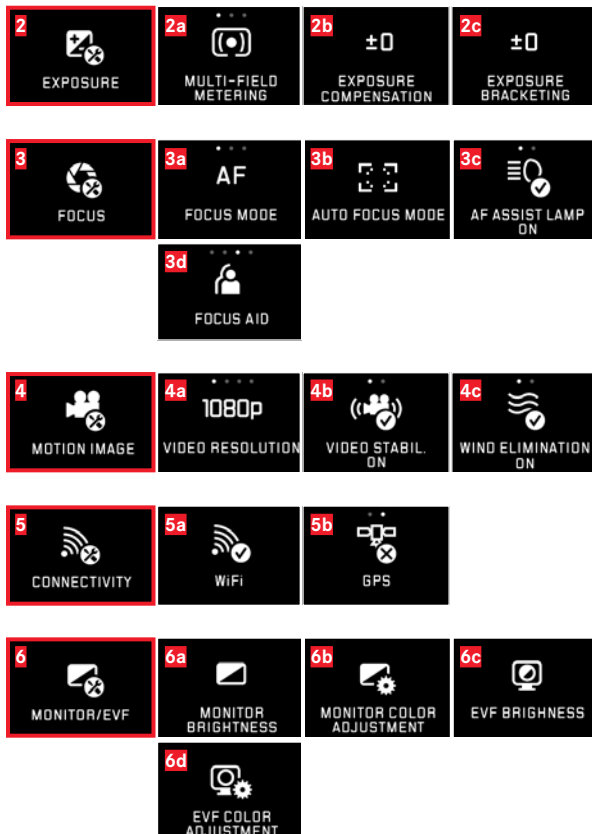 2
EXPOSURE
2a
MULTI-FIELD
METERING
2b
±0
EXPOSURE
COMPENSATION
2c
±0
EXPOSURE
BRACKETING
3
FOCUS
3a
AF
FOCUS MODE
3b
AUTO FOCUS MODE
3c
AF ASSIST LAMP
ON
3d
FOCUS AID
4
MOTION IMAGE
4a
1080p
VIDEO RESOLUTION
4b
VIDEO STABIL.
ON
4c
WIND ELIMINATION
ON
5
CONNECTIVITY
5a
WiFi
5b
GPS
6
MONITOR/EVF
6a
MONITOR
BRIGHTNESS
6b
MONITOR COLOR
ADJUSTMENT
6c
EVF BRIGHNESS
6d
EVF COLOR
ADJUSTMENT